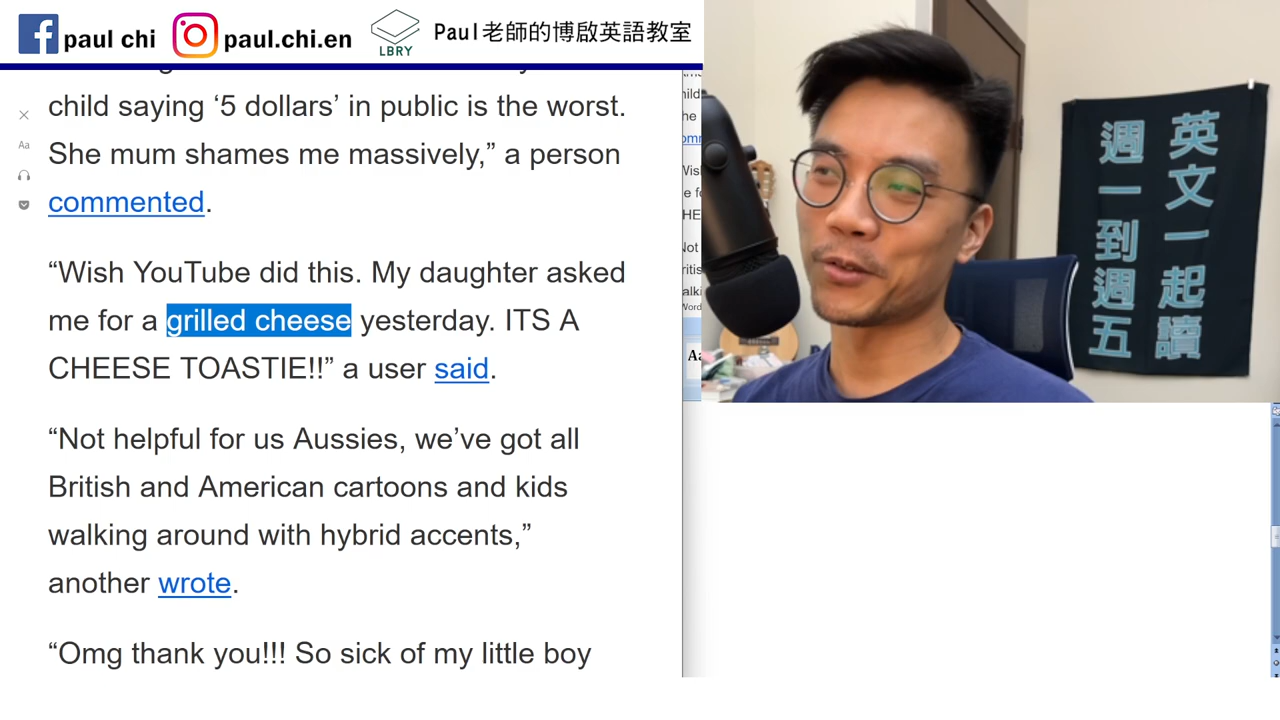 paul chi
paul.chi.en
LBRY
Paul老師的博啟英語教室
child saying ‘5 dollars’ in public is the worst.
She mum shames me massively,” a person
commented.
“Wish YouTube did this. My daughter asked
me for a grilled cheese yesterday. ITS A
CHEESE TOASTIE!!” a user said.
“Not helpful for us Aussies, we’ve got all
British and American cartoons and kids
walking around with hybrid accents,”
another wrote.
“Omg thank you!!! So sick of my little boy
Aa
英文一起讀
週一到週五